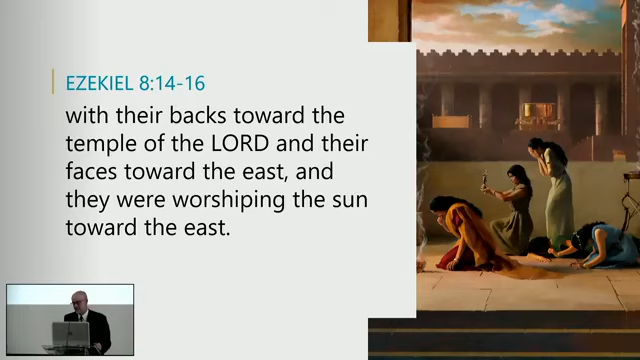 EZEKIEL 8:14-16
with their backs toward the
temple of the LORD and their
faces toward the east, and
they were worshiping the sun
toward the east.